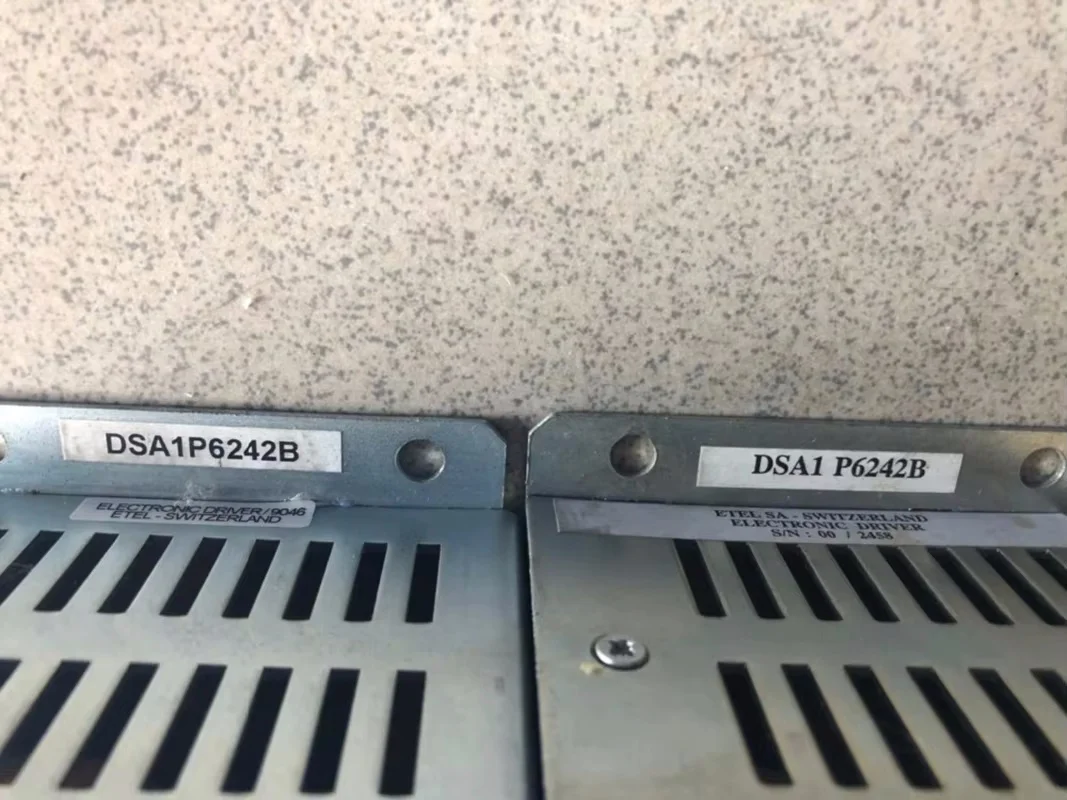 DSA1P6242B
ELECTRONIC DRIVER / 9046
ETEL - SWITZERLAND
DSA1 P6242B
ETEL SA - SWITZERLAND
ELECTRONIC DRIVER
S/N : 00 / 2458